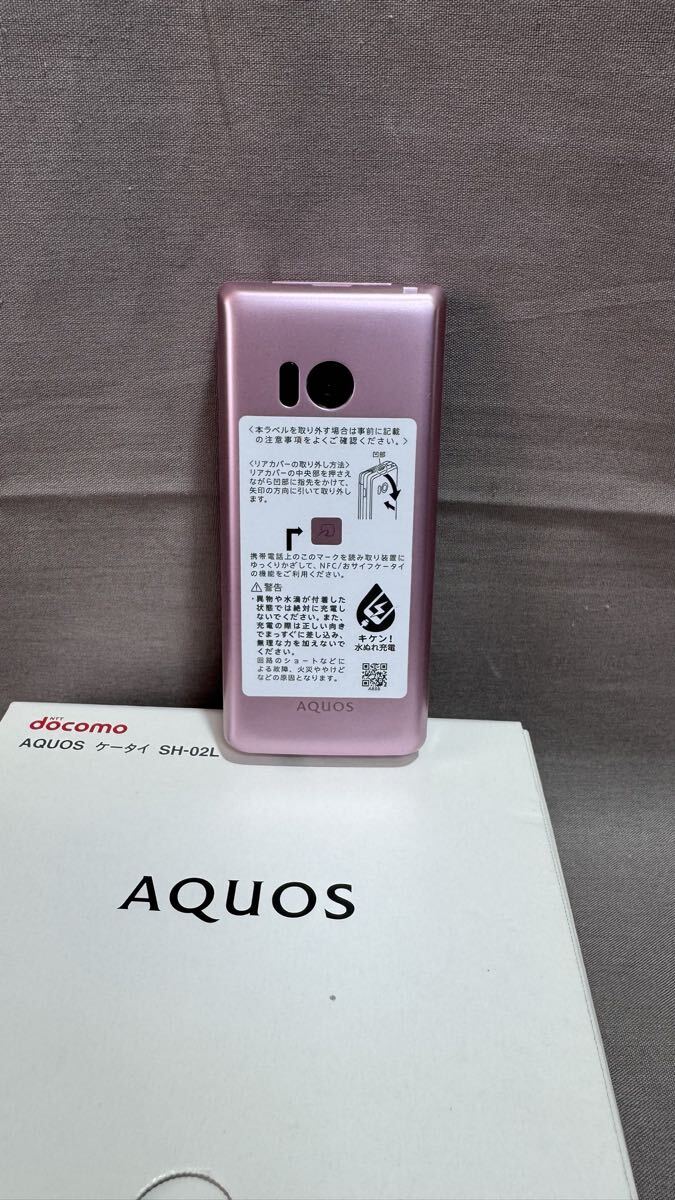 <本ラベルを取り外す場合は事前に記載
の注意事項をよくご確認ください。>
<リアカバーの取り外し方法>
リアカバーの中央部を押さえ
ながら凹部に指先をかけて、
矢印の方向に引いて取り外し
ます。
凹部
携帯電話上のこのマークを読み取り装置に
ゆっくりかざして、NFC/おサイフケータイ
の機能をご利用ください。
⚠警告
・異物や水滴が付着した
状態では絶対に充電し
ないでください。また、
充電の際は正しい向き
でまっすぐに差し込み、
無理な力を加えないで
ください。
回路のショートなどに
よる故障、火災ややけど
などの原因となります。
キケン!
水ぬれ充電
A808
AQUOS
NTT
docomo
AQUOS ケータイ SH-02L
AQUOS